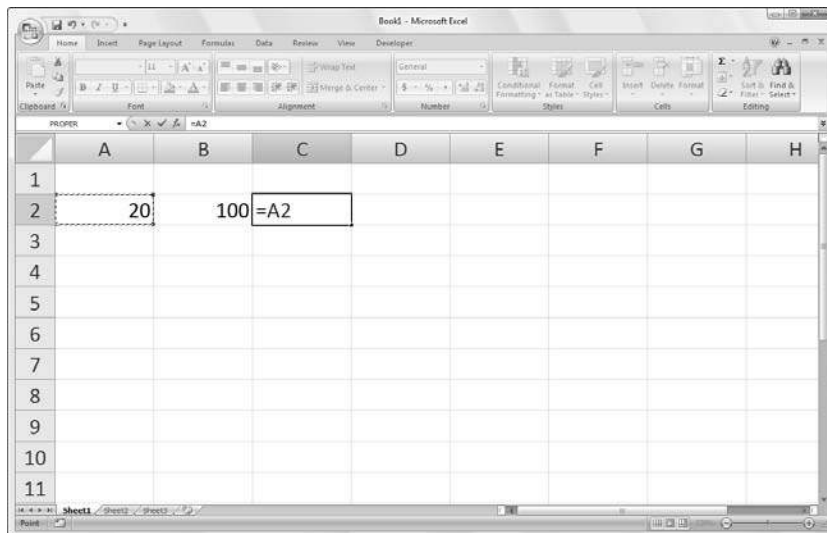 Book1 - Microsoft Excel
Home Insert Page Layout Formulas Data Review View Developer
11 A A Wrap Text General
Paste B I U Merge & Center $ % , Conditional Formatting Format as Table Cell Styles Insert Delete Format Σ Sort & Filter Find & Select
Clipboard Font Alignment Number Styles Cells Editing
PROPER fx =A2
A B C D E F G H
1
2 20 100 =A2
3
4
5
6
7
8
9
10
11
Sheet1 Sheet2 Sheet3
Point